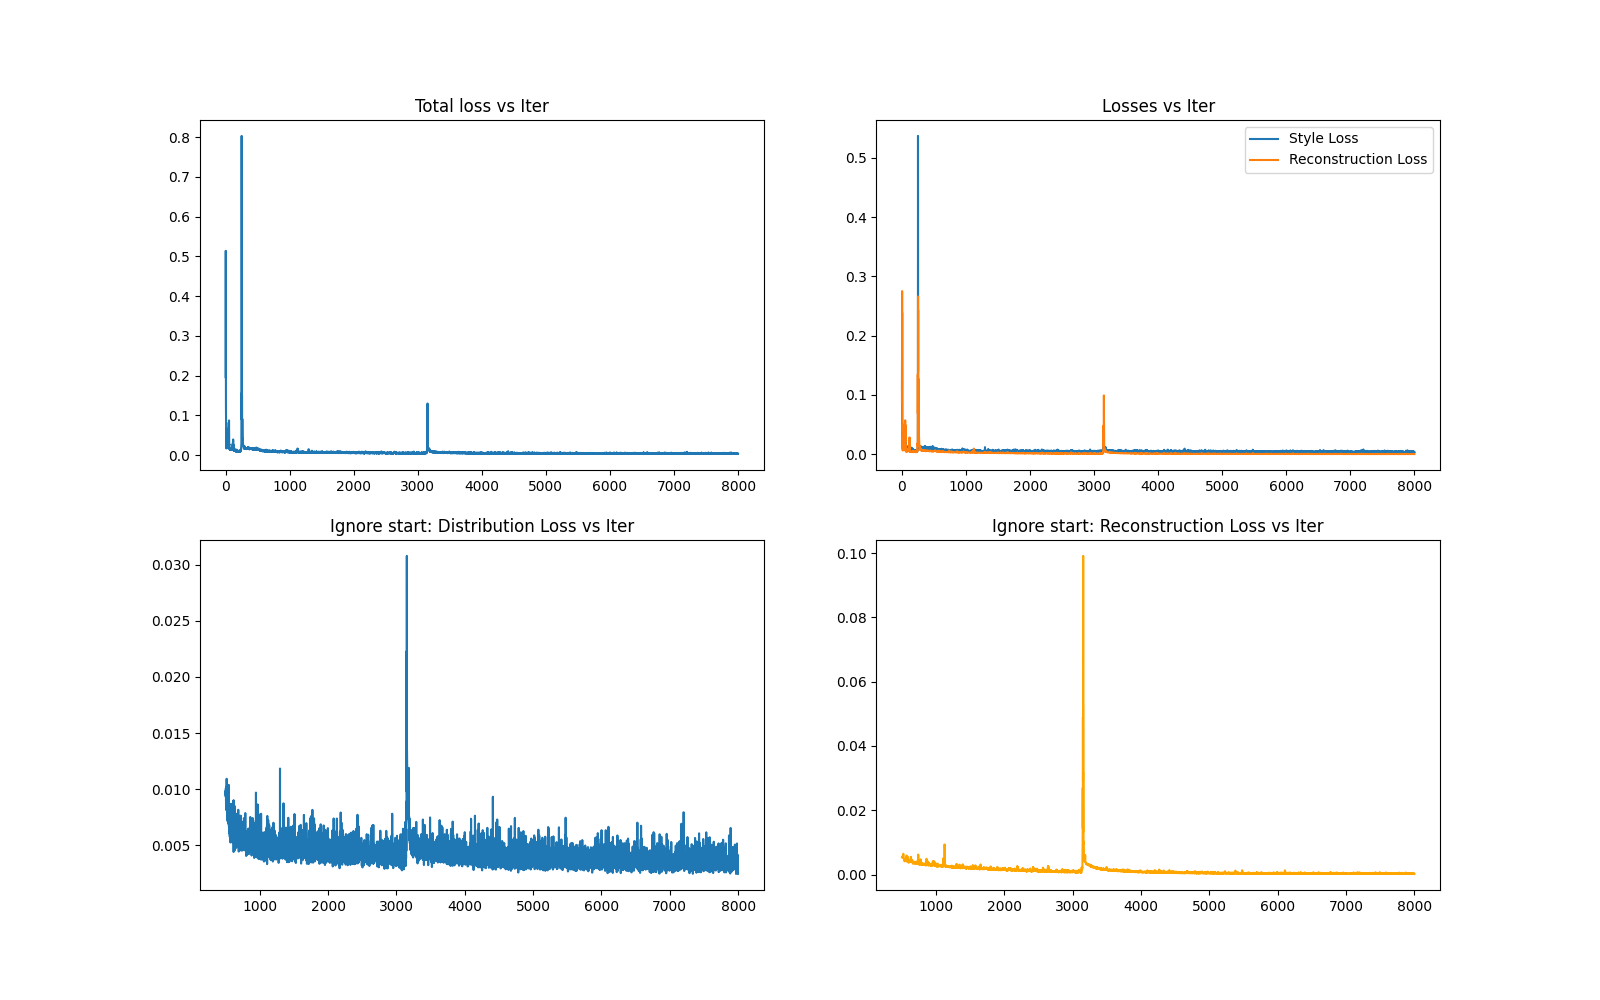 Total loss vs Iter
0.8
0.7
0.6
0.5
0.4
0.3
0.2
0.1
0.0
0 1000 2000 3000 4000 5000 6000 7000 8000
Losses vs Iter
Style Loss
Reconstruction Loss
0.5
0.4
0.3
0.2
0.1
0.0
0 1000 2000 3000 4000 5000 6000 7000 8000
Ignore start: Distribution Loss vs Iter
0.030
0.025
0.020
0.015
0.010
0.005
1000 2000 3000 4000 5000 6000 7000 8000
Ignore start: Reconstruction Loss vs Iter
0.10
0.08
0.06
0.04
0.02
0.00
1000 2000 3000 4000 5000 6000 7000 8000